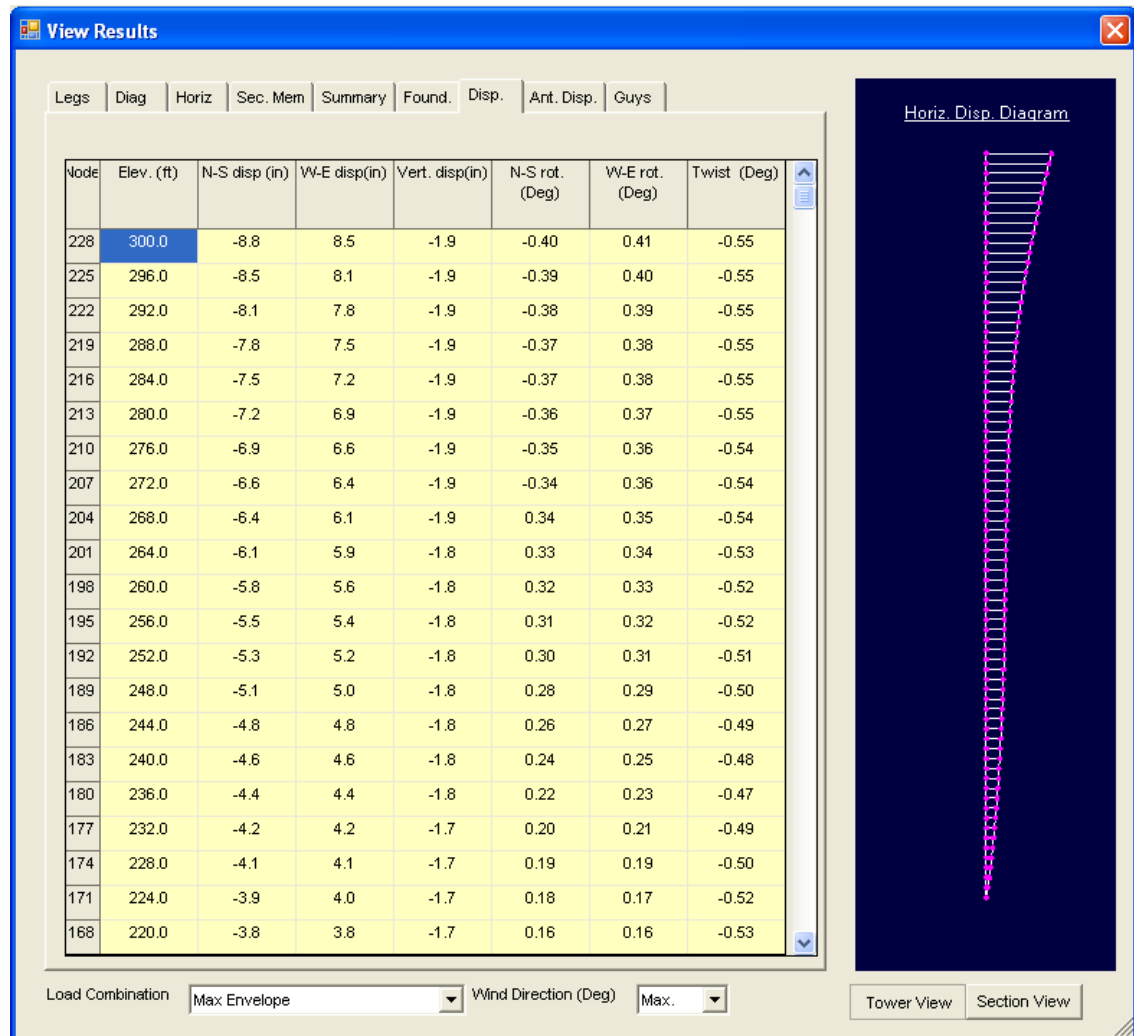 View Results
Legs Diag Horiz Sec. Mem Summary Found. Disp. Ant. Disp. Guys
Horiz. Disp. Diagram
Node Elev. (ft) N-S disp (in) W-E disp(in) Vert. disp(in) N-S rot. (Deg) W-E rot. (Deg) Twist (Deg)
228 300.0 -8.8 8.5 -1.9 -0.40 0.41 -0.55
225 296.0 -8.5 8.1 -1.9 -0.39 0.40 -0.55
222 292.0 -8.1 7.8 -1.9 -0.38 0.39 -0.55
219 288.0 -7.8 7.5 -1.9 -0.37 0.38 -0.55
216 284.0 -7.5 7.2 -1.9 -0.37 0.38 -0.55
213 280.0 -7.2 6.9 -1.9 -0.36 0.37 -0.55
210 276.0 -6.9 6.6 -1.9 -0.35 0.36 -0.54
207 272.0 -6.6 6.4 -1.9 -0.34 0.36 -0.54
204 268.0 -6.4 6.1 -1.9 0.34 0.35 -0.54
201 264.0 -6.1 5.9 -1.8 0.33 0.34 -0.53
198 260.0 -5.8 5.6 -1.8 0.32 0.33 -0.52
195 256.0 -5.5 5.4 -1.8 0.31 0.32 -0.52
192 252.0 -5.3 5.2 -1.8 0.30 0.31 -0.51
189 248.0 -5.1 5.0 -1.8 0.28 0.29 -0.50
186 244.0 -4.8 4.8 -1.8 0.26 0.27 -0.49
183 240.0 -4.6 4.6 -1.8 0.24 0.25 -0.48
180 236.0 -4.4 4.4 -1.8 0.22 0.23 -0.47
177 232.0 -4.2 4.2 -1.7 0.20 0.21 -0.49
174 228.0 -4.1 4.1 -1.7 0.19 0.19 -0.50
171 224.0 -3.9 4.0 -1.7 0.18 0.17 -0.52
168 220.0 -3.8 3.8 -1.7 0.16 0.16 -0.53
Load Combination Max Envelope Wind Direction (Deg) Max. Tower View Section View